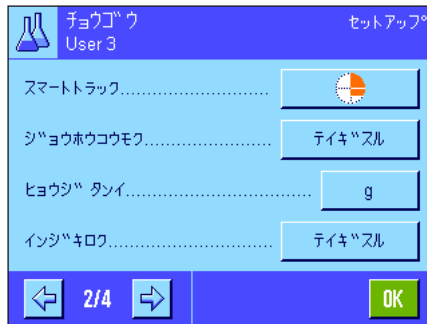 チョウゴウ
セットアップ
User 3
スマートトラック..........................
ジョウホウコウモク...................... テイギスル
ヒョウジ タンイ.............................. g
インジキロク............................ テイギスル
2/4
OK